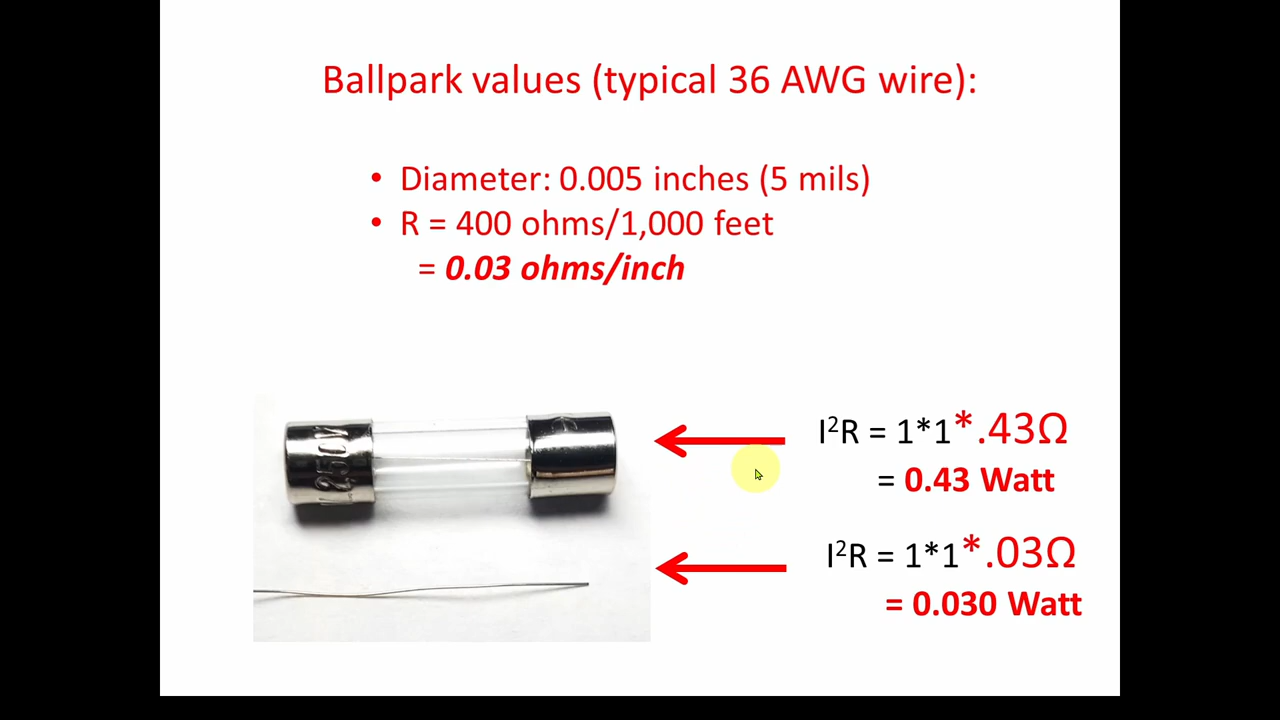 Ballpark values (typical 36 AWG wire):
• Diameter: 0.005 inches (5 mils)
• R = 400 ohms/1,000 feet
= 0.03 ohms/inch
I²R = 1*1*.43Ω
= 0.43 Watt
250V
I²R = 1*1*.03Ω
= 0.030 Watt